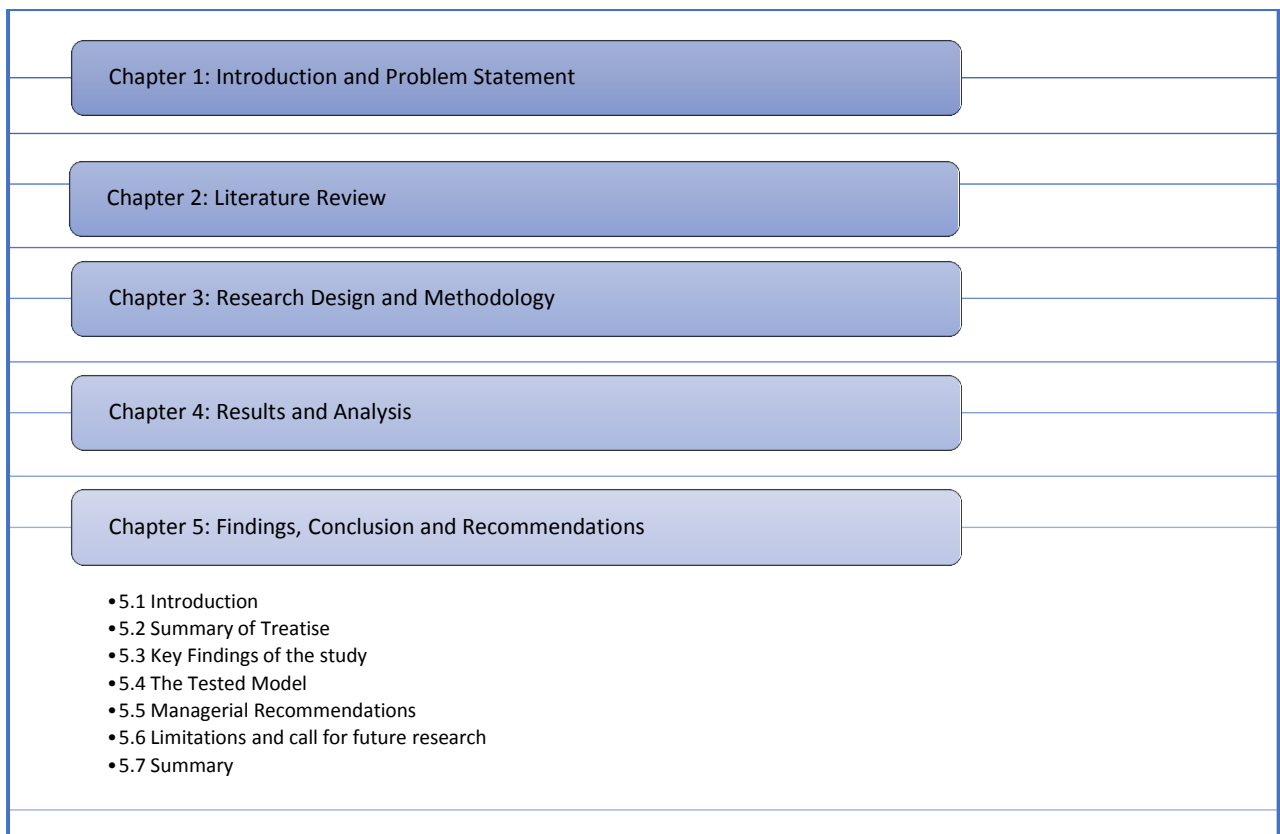 Chapter 1: Introduction and Problem Statement
Chapter 2: Literature Review
Chapter 3: Research Design and Methodology
Chapter 4: Results and Analysis
Chapter 5: Findings, Conclusion and Recommendations
•5.1 Introduction
•5.2 Summary of Treatise
•5.3 Key Findings of the study
•5.4 The Tested Model
•5.5 Managerial Recommendations
•5.6 Limitations and call for future research
•5.7 Summary